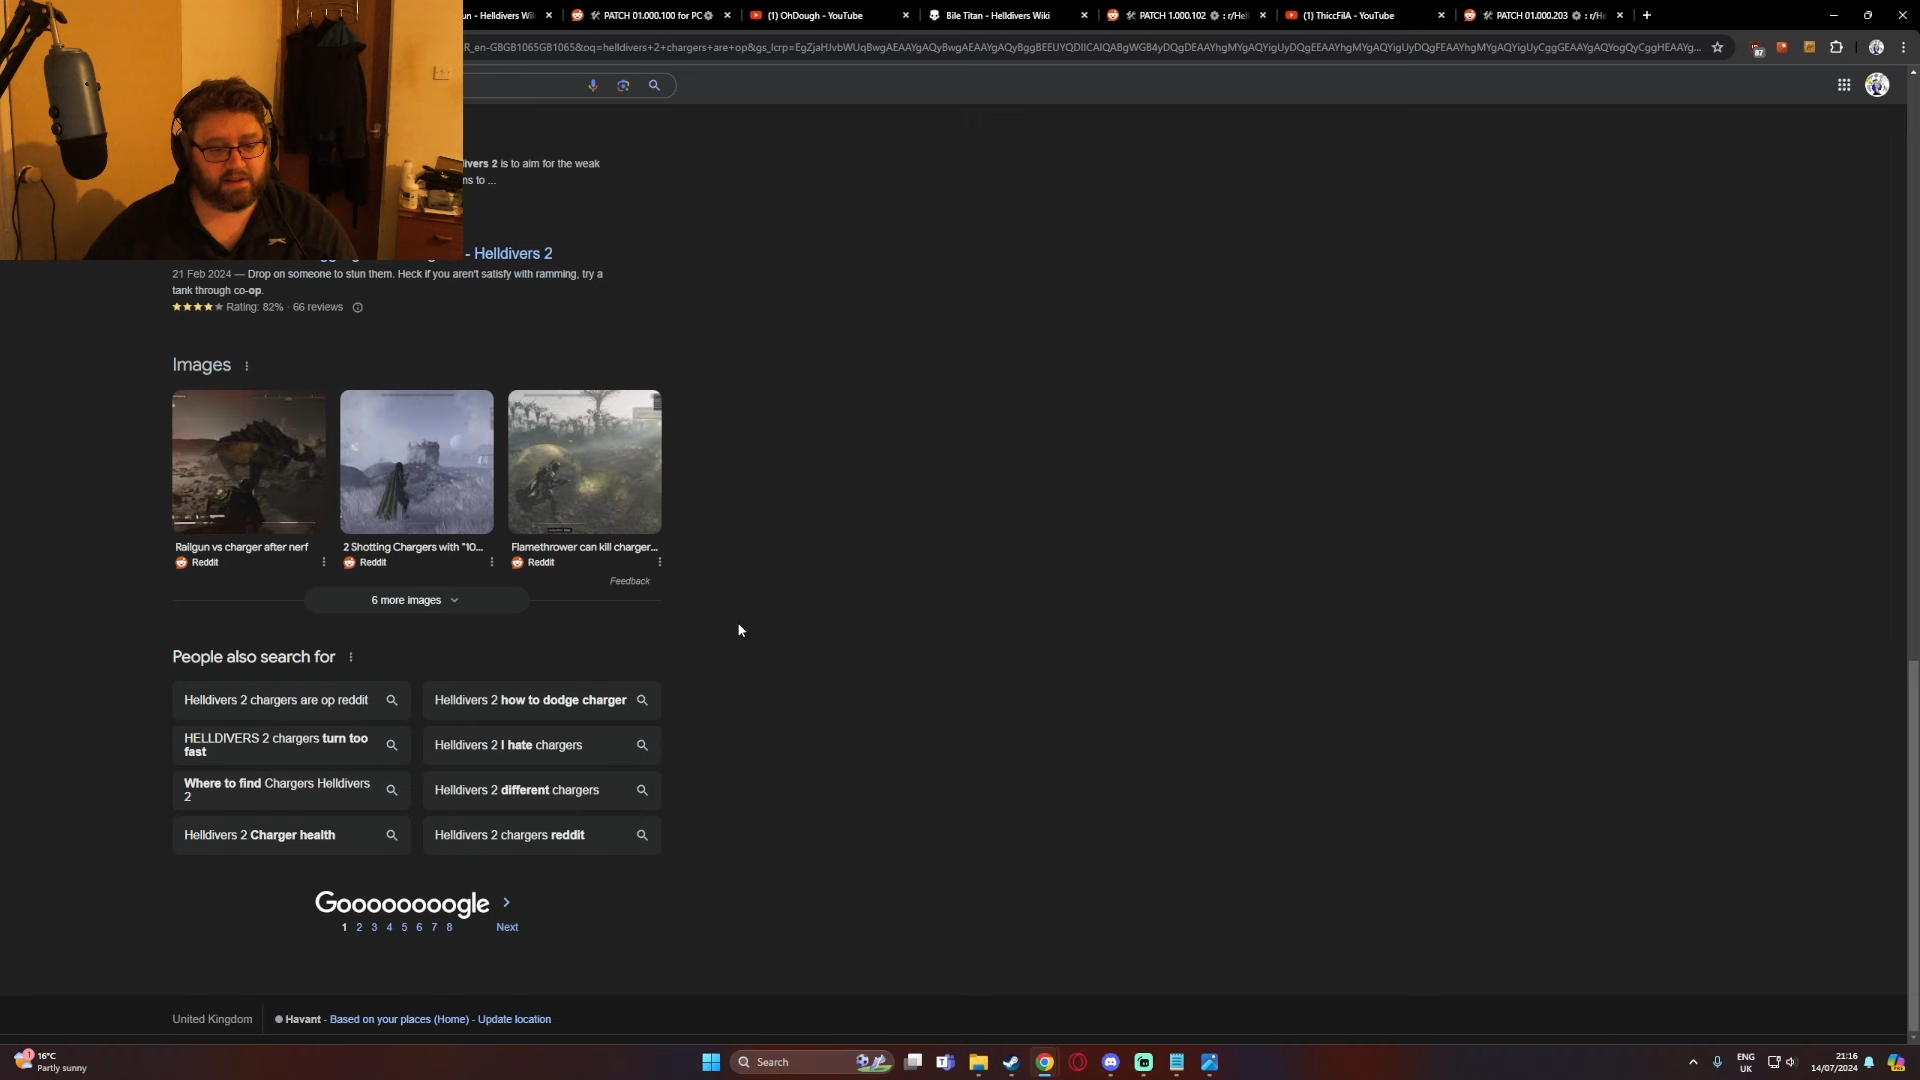 un - Helldivers Wi
PATCH 01.000.100 for PC
(1) OhDough - YouTube
Bile Titan - Helldivers Wiki
PATCH 1.000.102 : r/Hel
(1) ThiccFilA - YouTube
PATCH 01.000.203 : r/He
87
ivers 2 is to aim for the weak
ms to ...
- Helldivers 2
21 Feb 2024 — Drop on someone to stun them. Heck if you aren't satisfy with ramming, try a
tank through co-op.
Rating: 82% · 66 reviews
Images
Railgun vs charger after nerf
Reddit
2 Shotting Chargers with "10...
Reddit
Flamethrower can kill charger...
Reddit
Feedback
6 more images
People also search for
Helldivers 2 chargers are op reddit
Helldivers 2 how to dodge charger
HELLDIVERS 2 chargers turn too
fast
Helldivers 2 I hate chargers
Where to find Chargers Helldivers
2
Helldivers 2 different chargers
Helldivers 2 Charger health
Helldivers 2 chargers reddit
Gooooooooogle
1 2 3 4 5 6 7 8 Next
United Kingdom
Havant - Based on your places (Home) - Update location
1
16°C
Partly sunny
Search
ENG
UK
21:16
14/07/2024